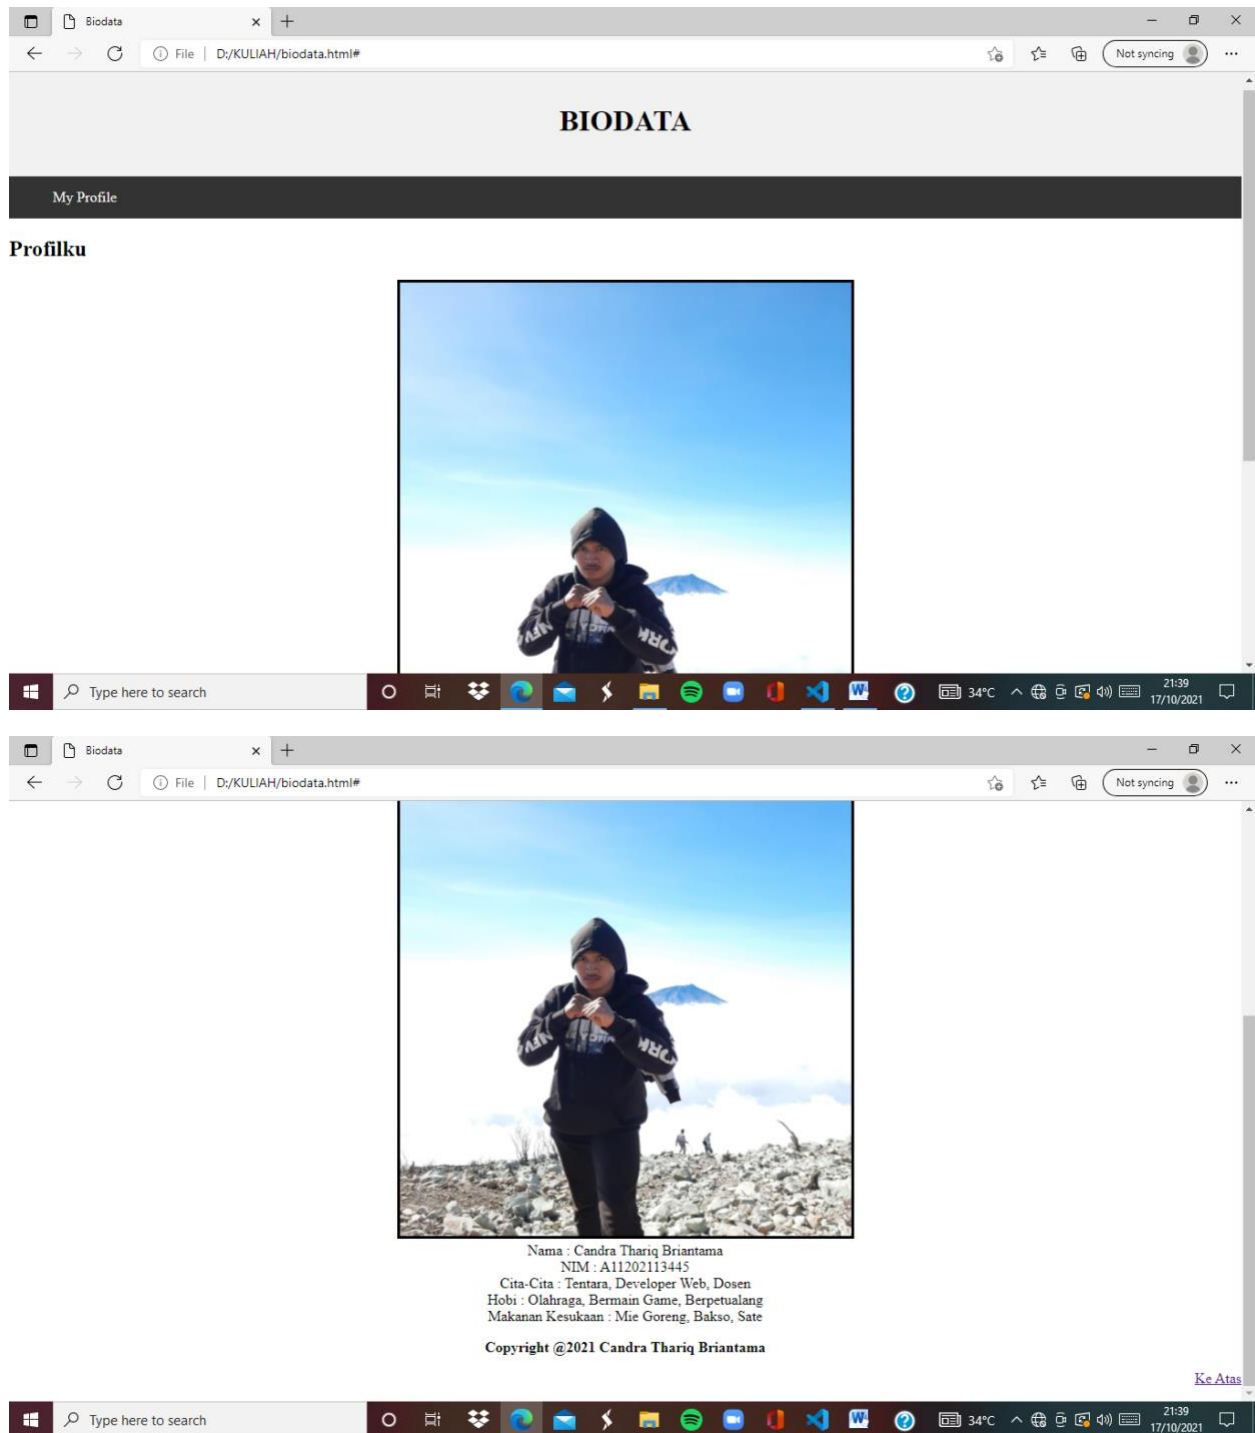 Biodata
Not syncing
File | D:/KULIAH/biodata.html#
BIODATA
My Profile
Profilku
Type here to search
34°C
21:39
17/10/2021
Biodata
Not syncing
File | D:/KULIAH/biodata.html#
Nama : Candra Thariq Briantama
NIM : A11202113445
Cita-Cita : Tentara, Developer Web, Dosen
Hobi : Olahraga, Bermain Game, Berpetualang
Makanan Kesukaan : Mie Goreng, Bakso, Sate
Copyright @2021 Candra Thariq Briantama
Ke Atas
Type here to search
34°C
21:39
17/10/2021